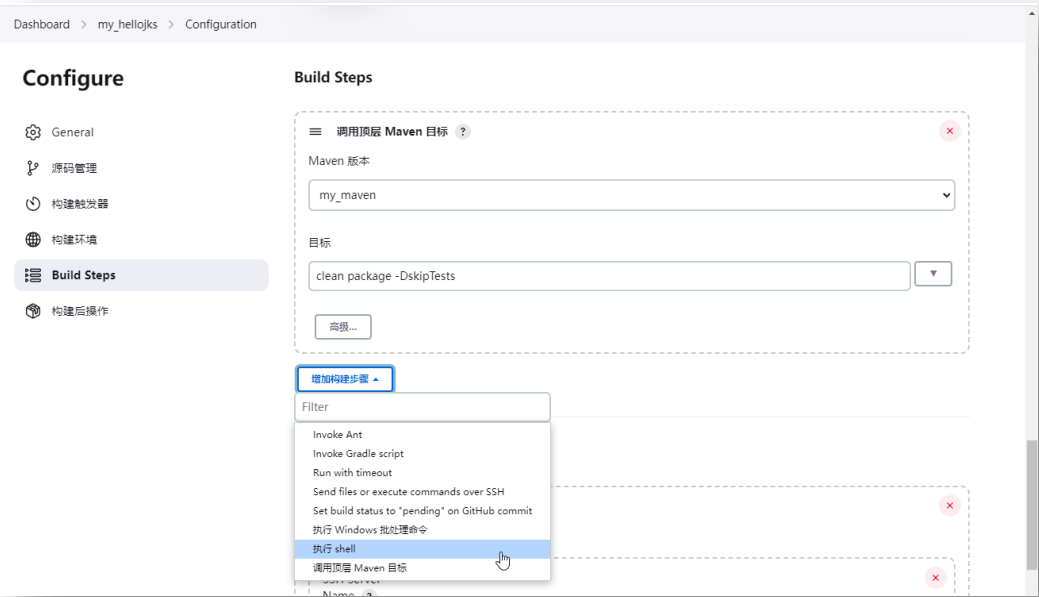 Dashboard > my_hellojks > Configuration
Configure
General
源码管理
构建触发器
构建环境
Build Steps
构建后操作
Build Steps
调用顶层 Maven 目标 ?
Maven 版本
my_maven
目标
clean package -DskipTests
高级...
增加构建步骤
Filter
Invoke Ant
Invoke Gradle script
Run with timeout
Send files or execute commands over SSH
Set build status to "pending" on GitHub commit
执行 Windows 批处理命令
执行 shell
调用顶层 Maven 目标
SSH Server
Name ?